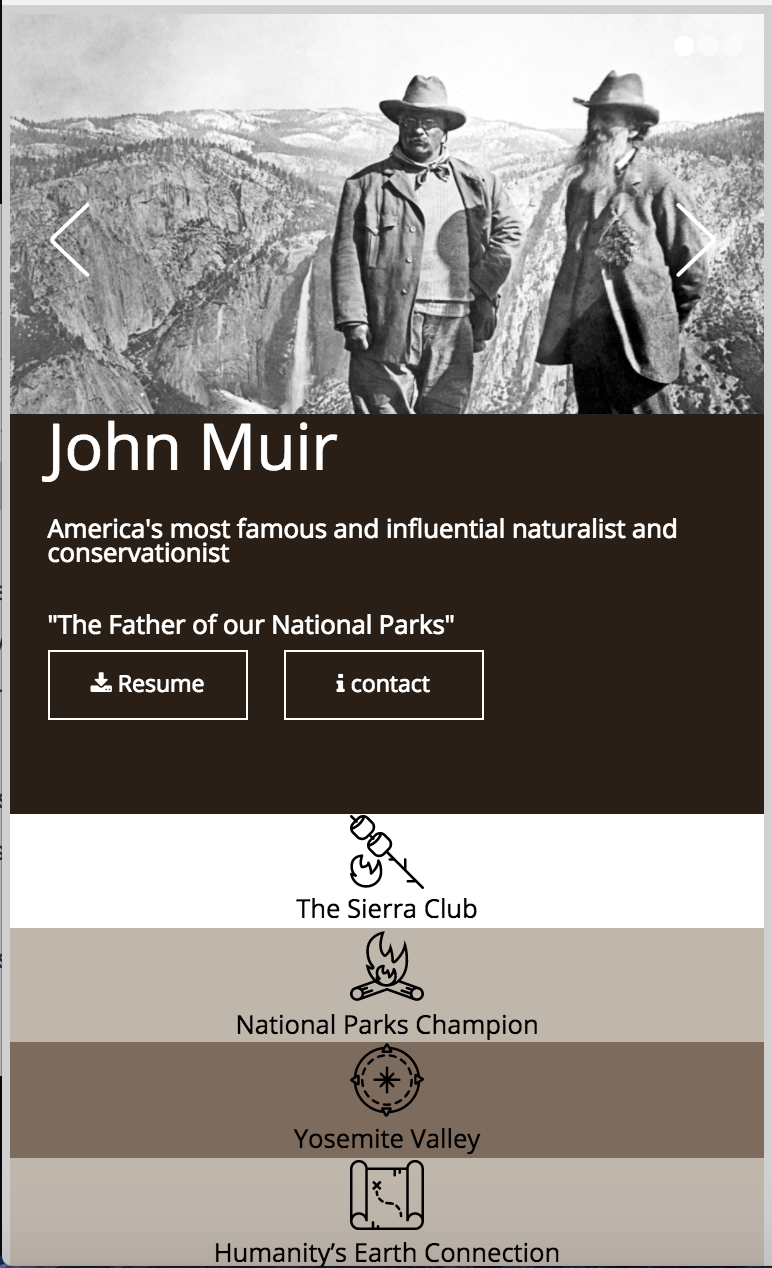 John Muir
America's most famous and influential naturalist and
conservationist
"The Father of our National Parks"
Resume
contact
The Sierra Club
National Parks Champion
Yosemite Valley
Humanity’s Earth Connection